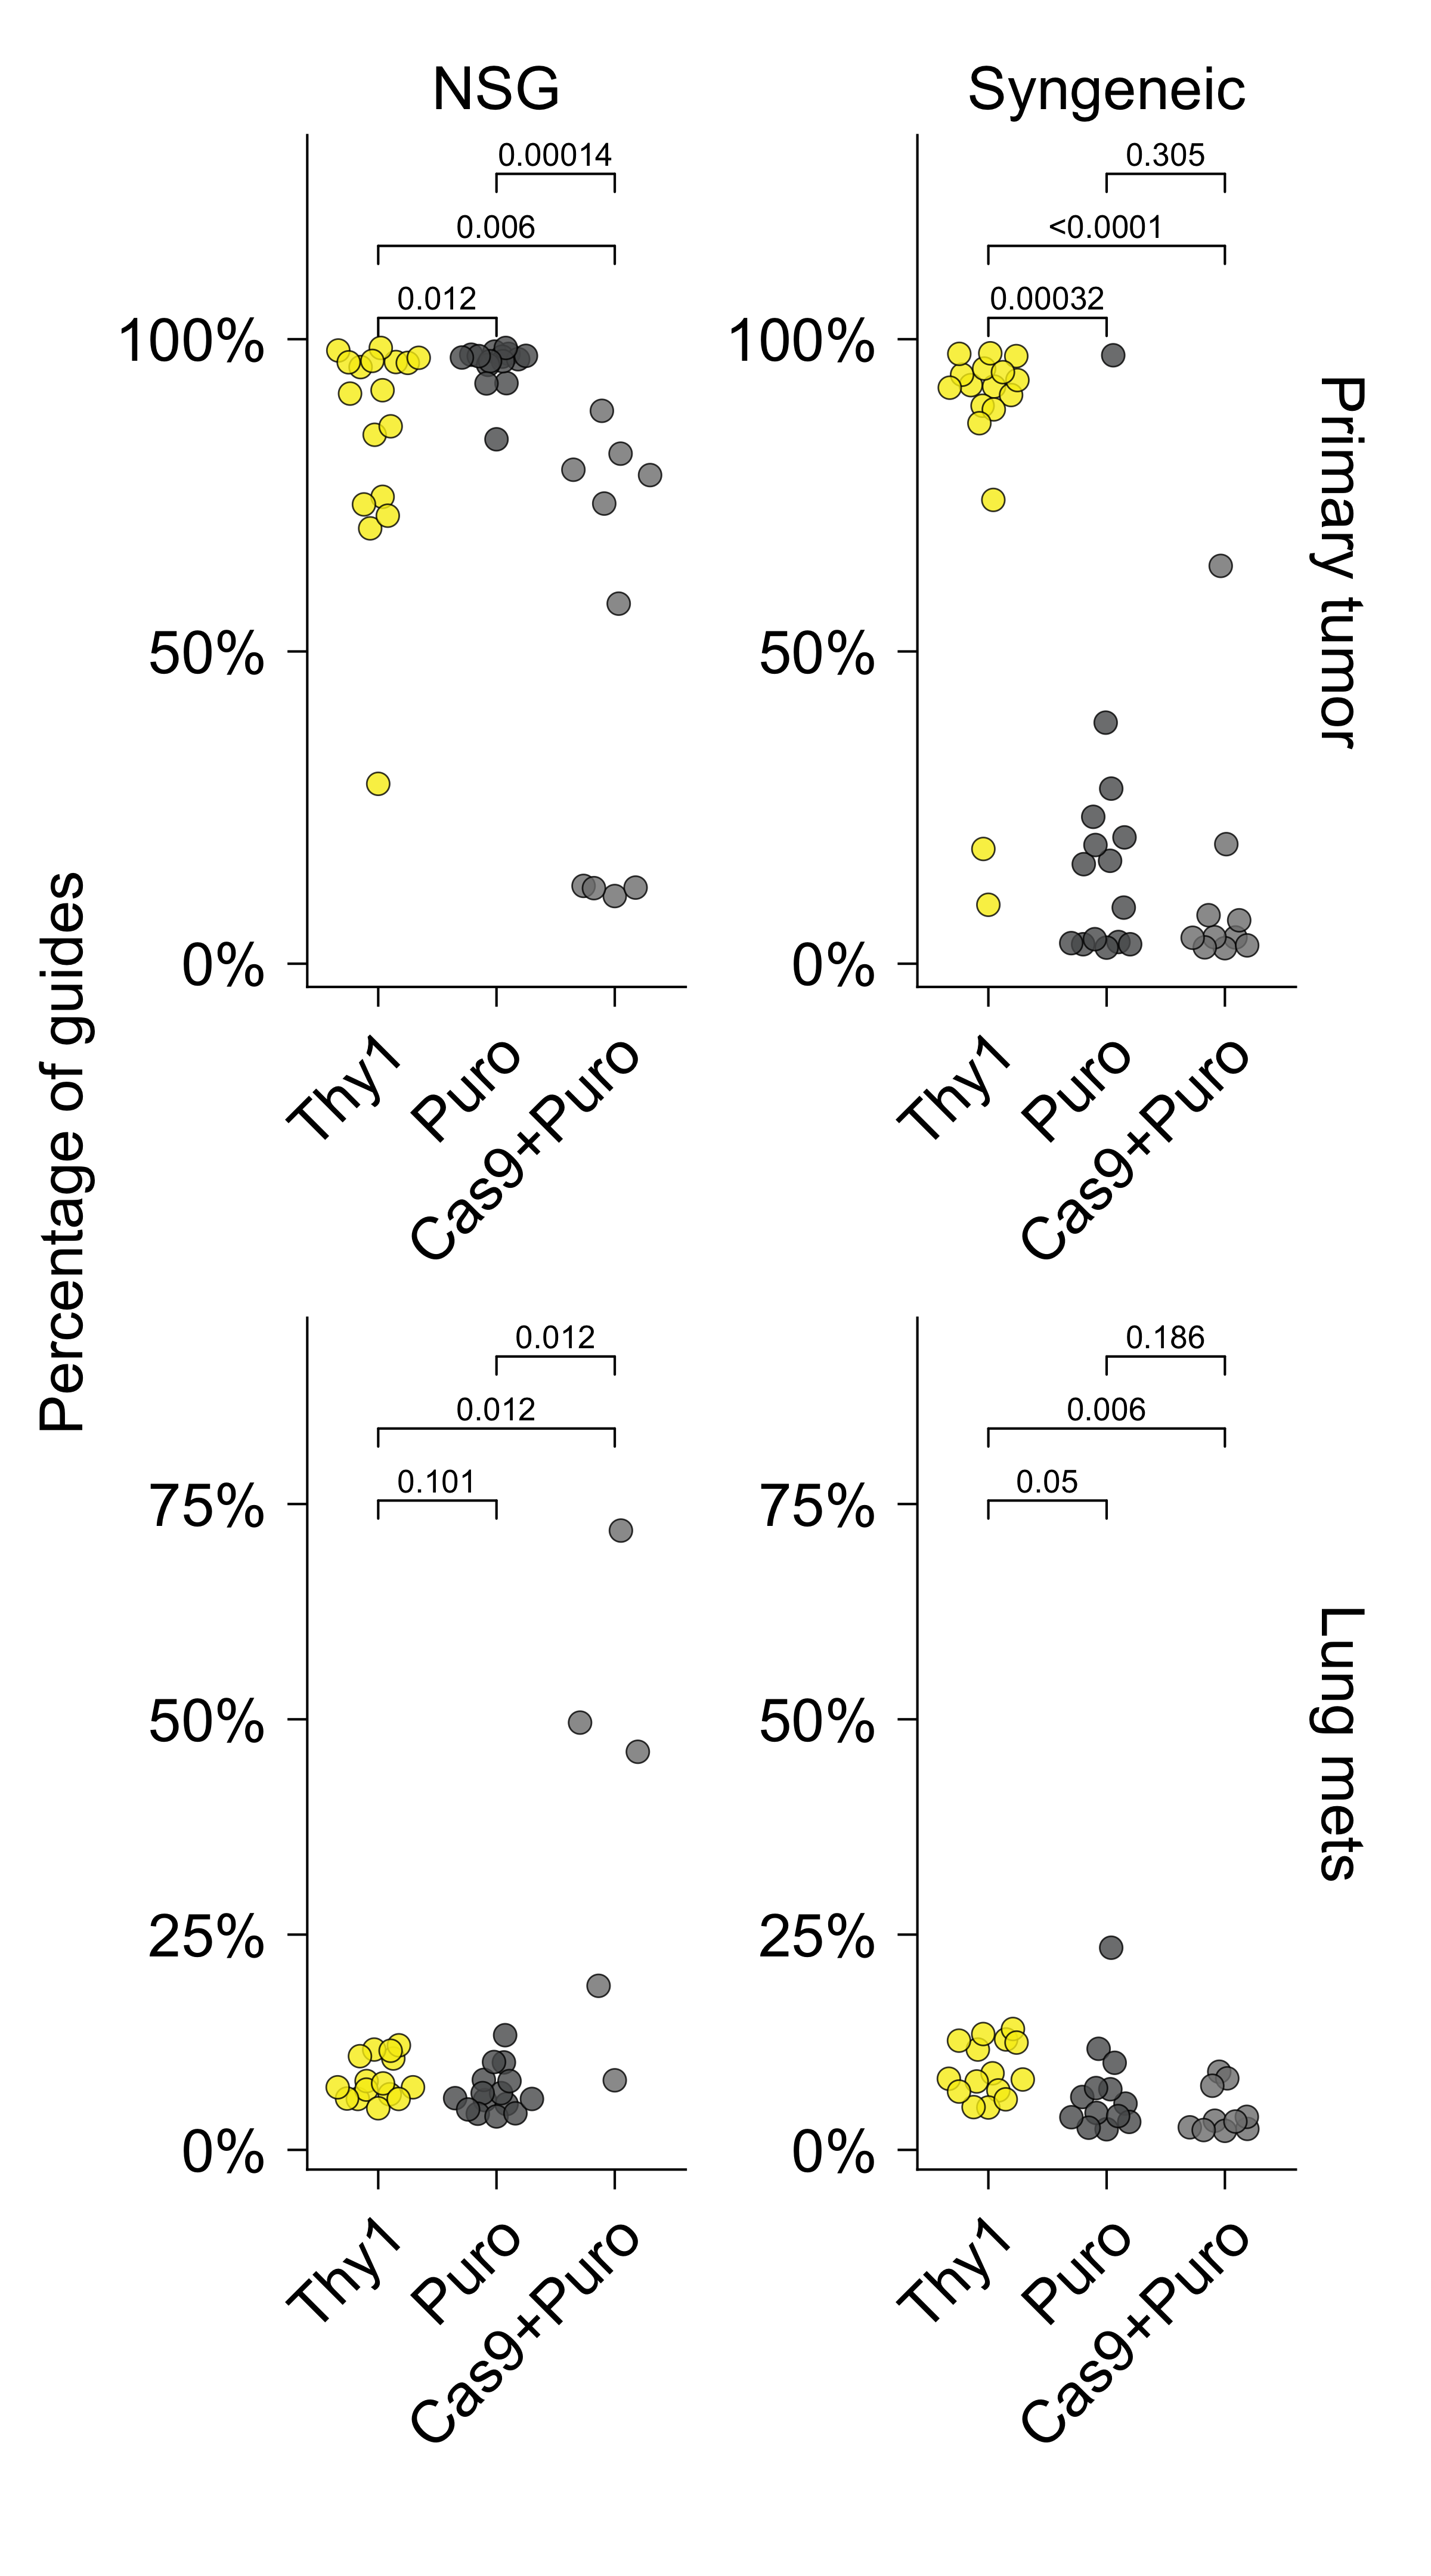 NSG
Syngeneic
0.00014
0.006
0.012
0.305
<0.0001
0.00032
100%
50%
0%
100%
50%
0%
Thy1
Puro
Cas9+Puro
Thy1
Puro
Cas9+Puro
Primary tumor
Percentage of guides
0.012
0.012
0.101
0.186
0.006
0.05
75%
50%
25%
0%
75%
50%
25%
0%
Thy1
Puro
Cas9+Puro
Thy1
Puro
Cas9+Puro
Lung mets